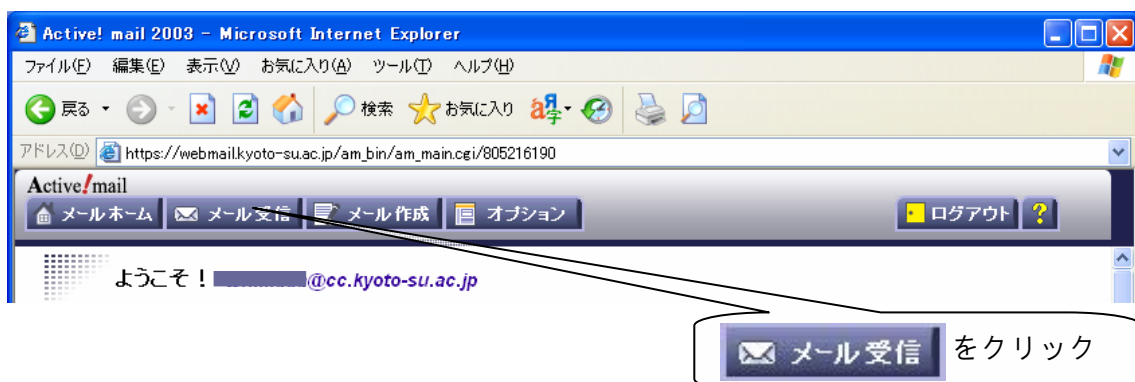 Active! mail 2003 - Microsoft Internet Explorer
ファイル(F) 編集(E) 表示(V) お気に入り(A) ツール(T) ヘルプ(H)
戻る 検索 お気に入り あ字
アドレス(D) https://webmail.kyoto-su.ac.jp/am_bin/am_main.cgi/805216190
Active!mail
メールホーム メール受信 メール作成 オプション ログアウト ?
ようこそ! @cc.kyoto-su.ac.jp
メール受信 をクリック